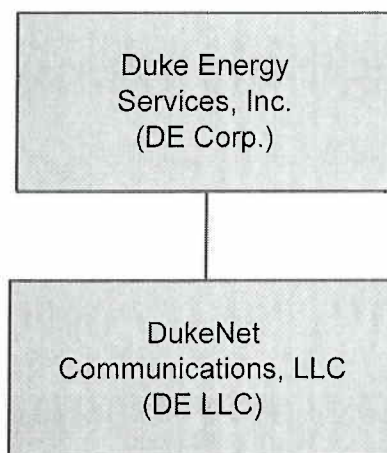 Duke Energy
Services, Inc.
(DE Corp.)
DukeNet
Communications, LLC
(DE LLC)